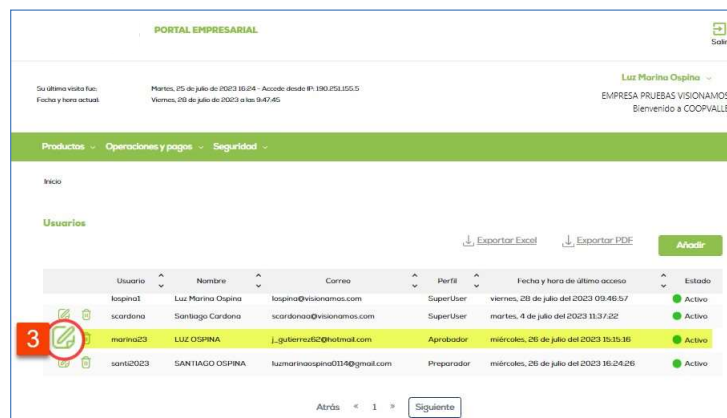 PORTAL EMPRESARIAL
Salir
Luz Marina Ospina
Su última visita fue: Martes, 25 de julio de 2023 16:24 - Accede desde IP: 190.251.155.5
Fecha y hora actual: Viernes, 28 de julio de 2023 a las 9:47:45
EMPRESA PRUEBAS VISIONAMOS
Bienvenido a COOPVALLE
Productos Operaciones y pagos Seguridad
Inicio
Usuarios
Exportar Excel Exportar PDF Añadir
Usuario Nombre Correo Perfil Fecha y hora de último acceso Estado
lospina1 Luz Marina Ospina lospina@visionamos.com SuperUser viernes, 28 de julio del 2023 09:46:57 Activo
scardona Santiago Cardona scardonaa@visionamos.com SuperUser martes, 4 de julio del 2023 11:37:22 Activo
3 marina23 LUZ OSPINA j_gutierrez62@hotmail.com Aprobador miércoles, 26 de julio del 2023 15:15:16 Activo
santi2023 SANTIAGO OSPINA luzmarinaospina0114@gmail.com Preparador miércoles, 26 de julio del 2023 16:24:26 Activo
Atrás « 1 » Siguiente